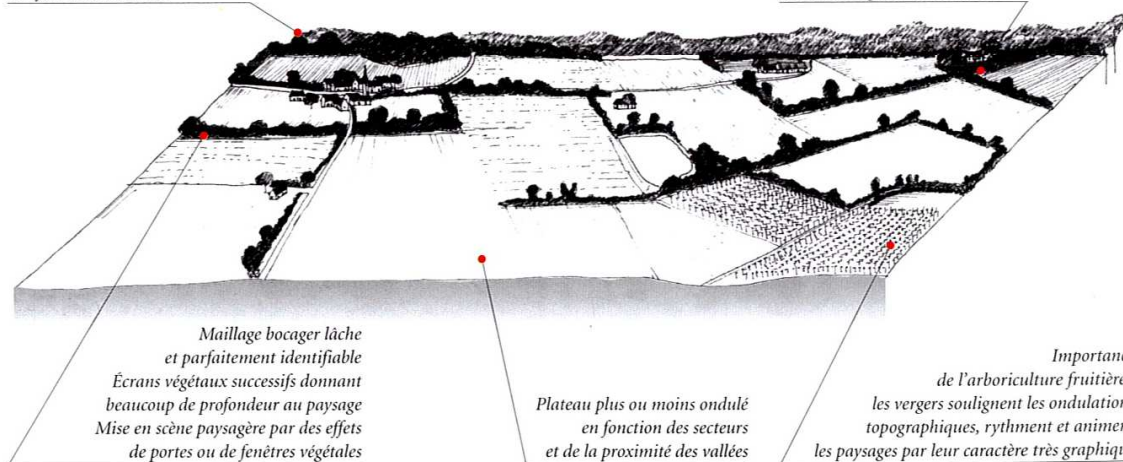 Maillage bocager lâche
et parfaitement identifiable
Écrans végétaux successifs donnant
beaucoup de profondeur au paysage
Mise en scène paysagère par des effets
de portes ou de fenêtres végétales
Plateau plus ou moins ondulé
en fonction des secteurs
et de la proximité des vallées
de l'arboriculture fruitière
les vergers soulignent les
topographiques, rythment et
les paysages par leur caractère très